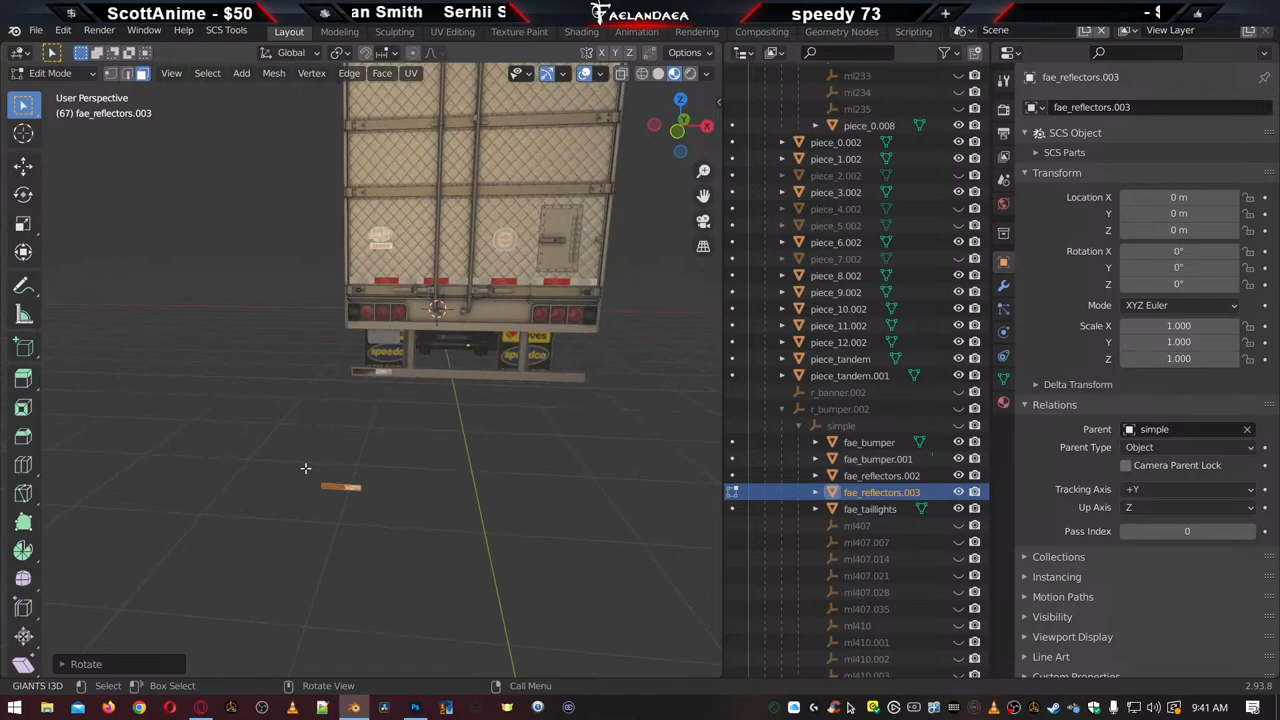 ScottAnime - $50
an Smith Serhii S
FAELANDAEA
speedy 73
- $
File Edit Render Window Help SCS Tools
Layout Modeling Sculpting UV Editing Texture Paint Shading Animation Rendering Compositing Geometry Nodes Scripting
Scene View Layer
Global
X Y Z Options
Edit Mode View Select Add Mesh Vertex Edge Face UV
User Perspective
(67) fae_reflectors.003
Z
Y
X
speedco
speedco
Rotate
ml233
ml234
ml235
piece_0.008
piece_0.002
piece_1.002
piece_2.002
piece_3.002
piece_4.002
piece_5.002
piece_6.002
piece_7.002
piece_8.002
piece_9.002
piece_10.002
piece_11.002
piece_12.002
piece_tandem
piece_tandem.001
r_banner.002
r_bumper.002
simple
fae_bumper
fae_bumper.001
fae_reflectors.002
fae_reflectors.003
fae_taillights
ml407
ml407.007
ml407.014
ml407.021
ml407.028
ml407.035
ml410
ml410.001
ml410.002
ml410.003
fae_reflectors.003
fae_reflectors.003
SCS Object
SCS Parts
Transform
Location X 0 m
Y 0 m
Z 0 m
Rotation X 0°
Y 0°
Z 0°
Mode XYZ Euler
Scale X 1.000
Y 1.000
Z 1.000
Delta Transform
Relations
Parent simple
Parent Type Object
Camera Parent Lock
Tracking Axis +Y
Up Axis Z
Pass Index 0
Collections
Instancing
Motion Paths
Visibility
Viewport Display
Line Art
Custom Properties
GIANTS I3D Select Box Select Rotate View Call Menu 2.93.8
9:41 AM